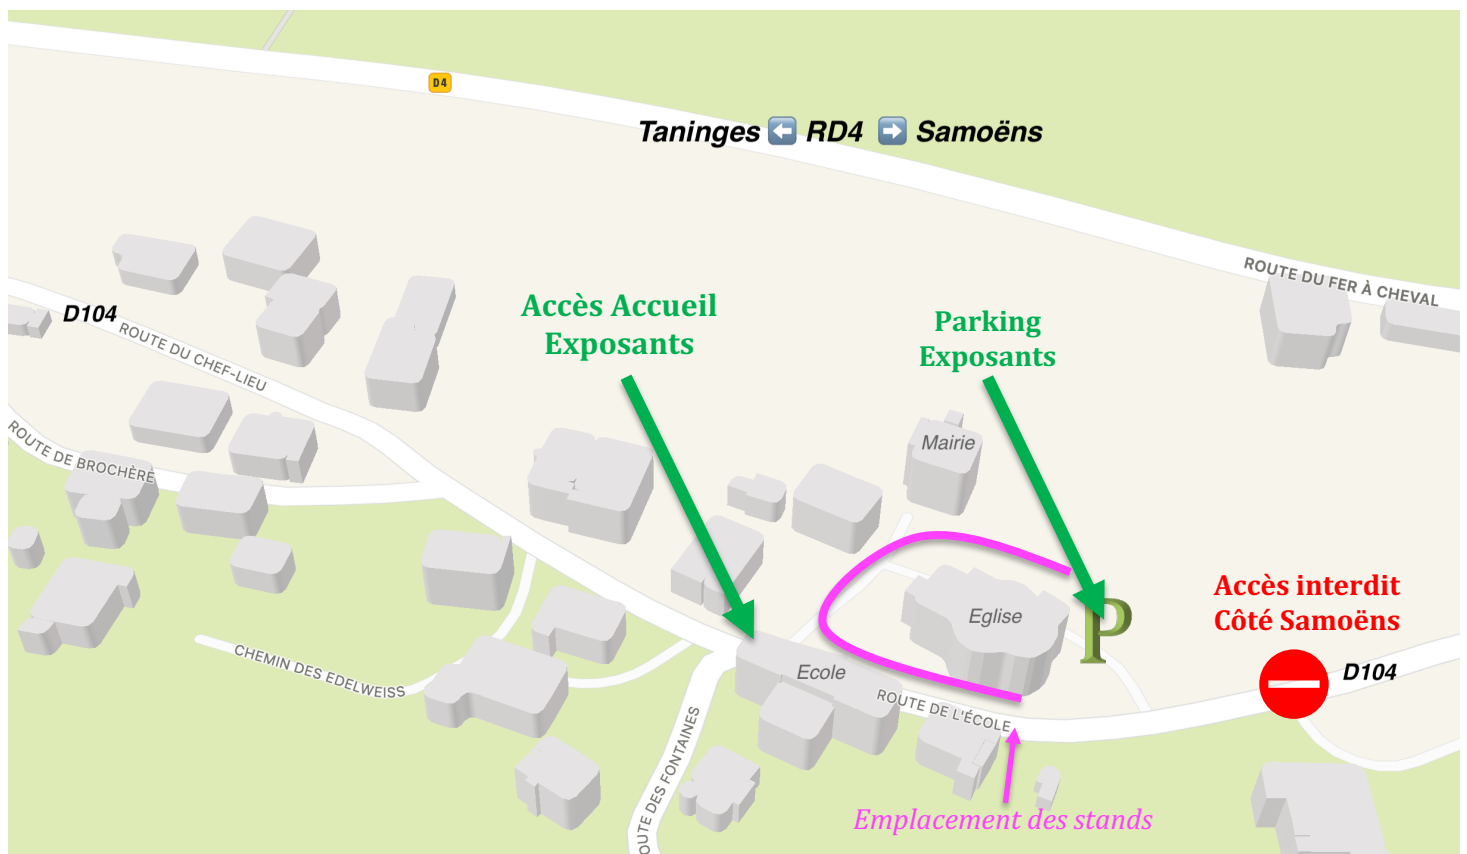 D4
Taninges ⬅ RD4 ➡ Samoëns
ROUTE DU FER À CHEVAL
D104
ROUTE DU CHEF-LIEU
Accès Accueil
Exposants
Parking
Exposants
ROUTE DE BROCHÈRE
Mairie
Eglise
P
Accès interdit
Côté Samoëns
D104
CHEMIN DES EDELWEISS
Ecole
ROUTE DE L'ÉCOLE
ROUTE DES FONTAINES
Emplacement des stands